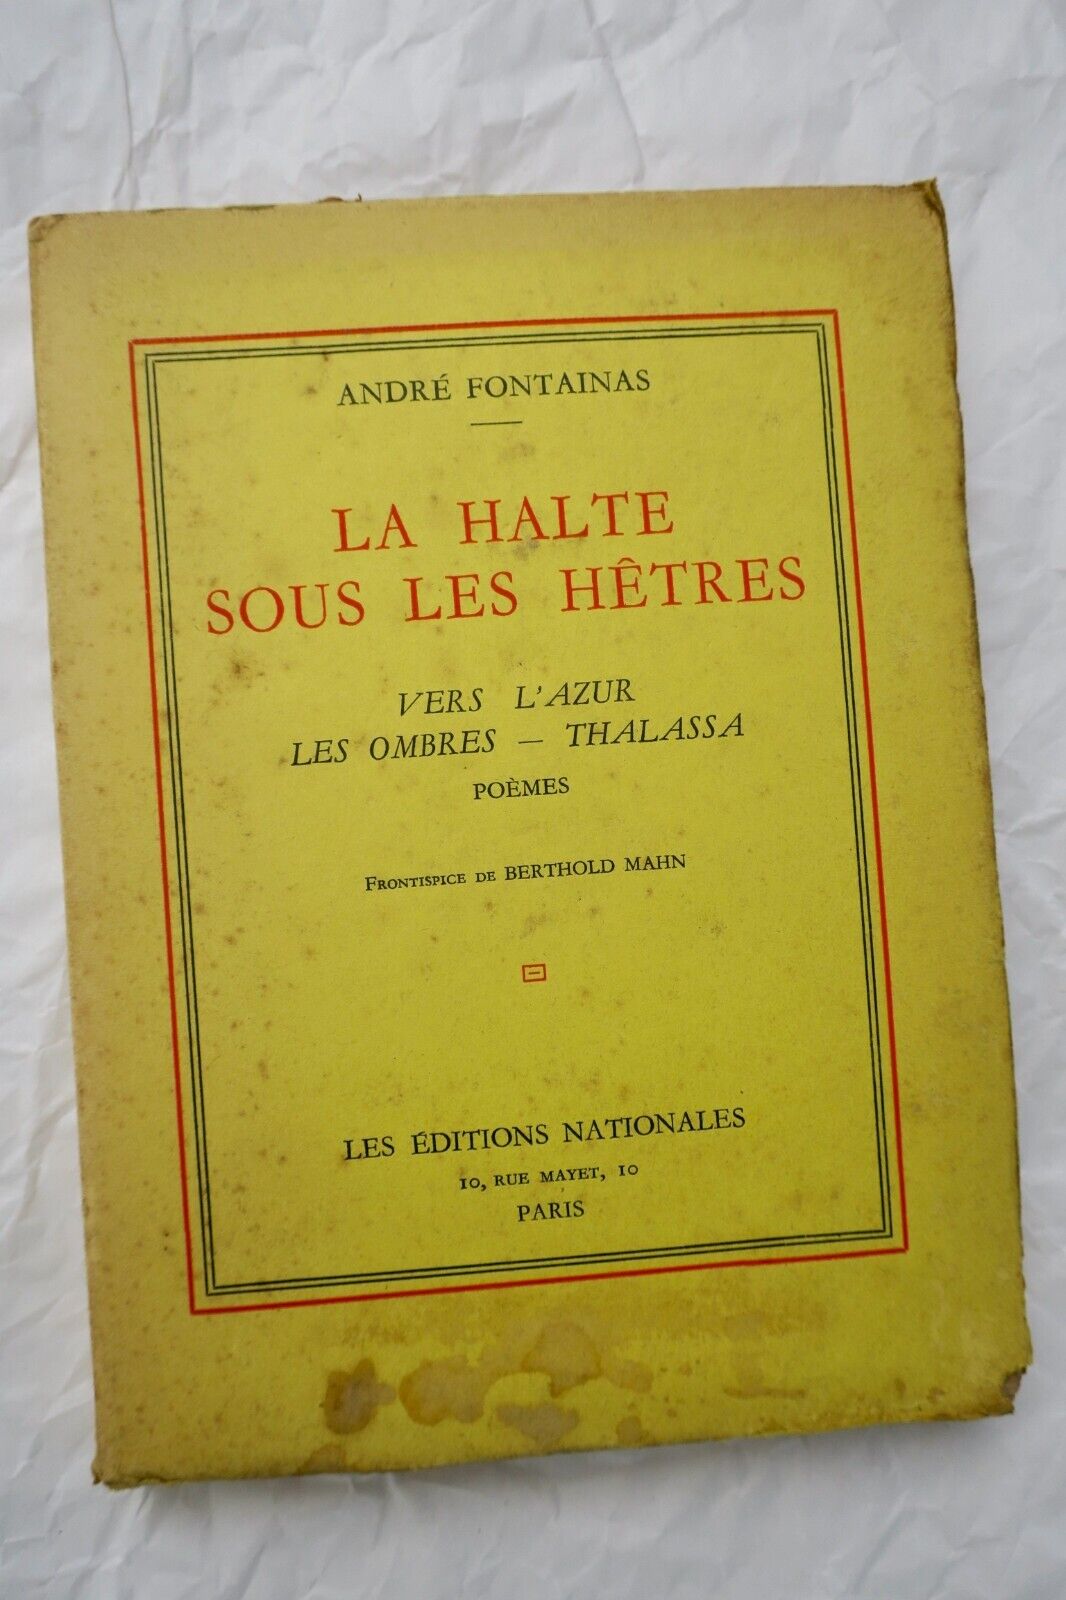 ANDRÉ FONTAINAS
LA HALTE
SOUS LES HÊTRES
VERS L'AZUR
LES OMBRES — THALASSA
POÈMES
FRONTISPICE DE BERTHOLD MAHN
LES ÉDITIONS NATIONALES
10, RUE MAYET, 10
PARIS